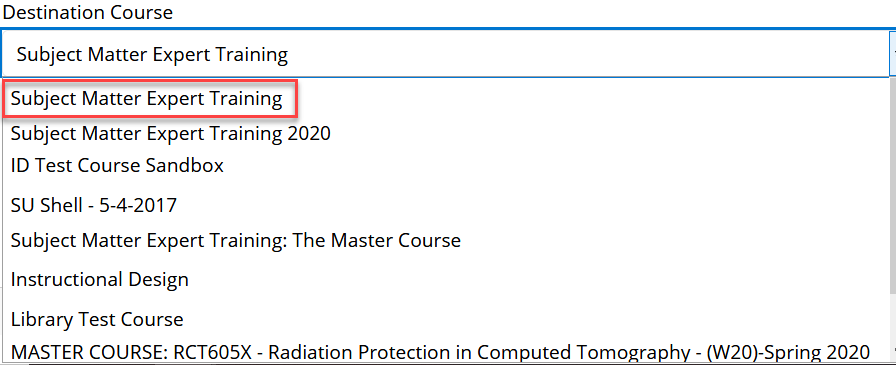 Destination Course
Subject Matter Expert Training
Subject Matter Expert Training
Subject Matter Expert Training 2020
ID Test Course Sandbox
SU Shell - 5-4-2017
Subject Matter Expert Training: The Master Course
Instructional Design
Library Test Course
MASTER COURSE: RCT605X - Radiation Protection in Computed Tomography - (W20)-Spring 2020